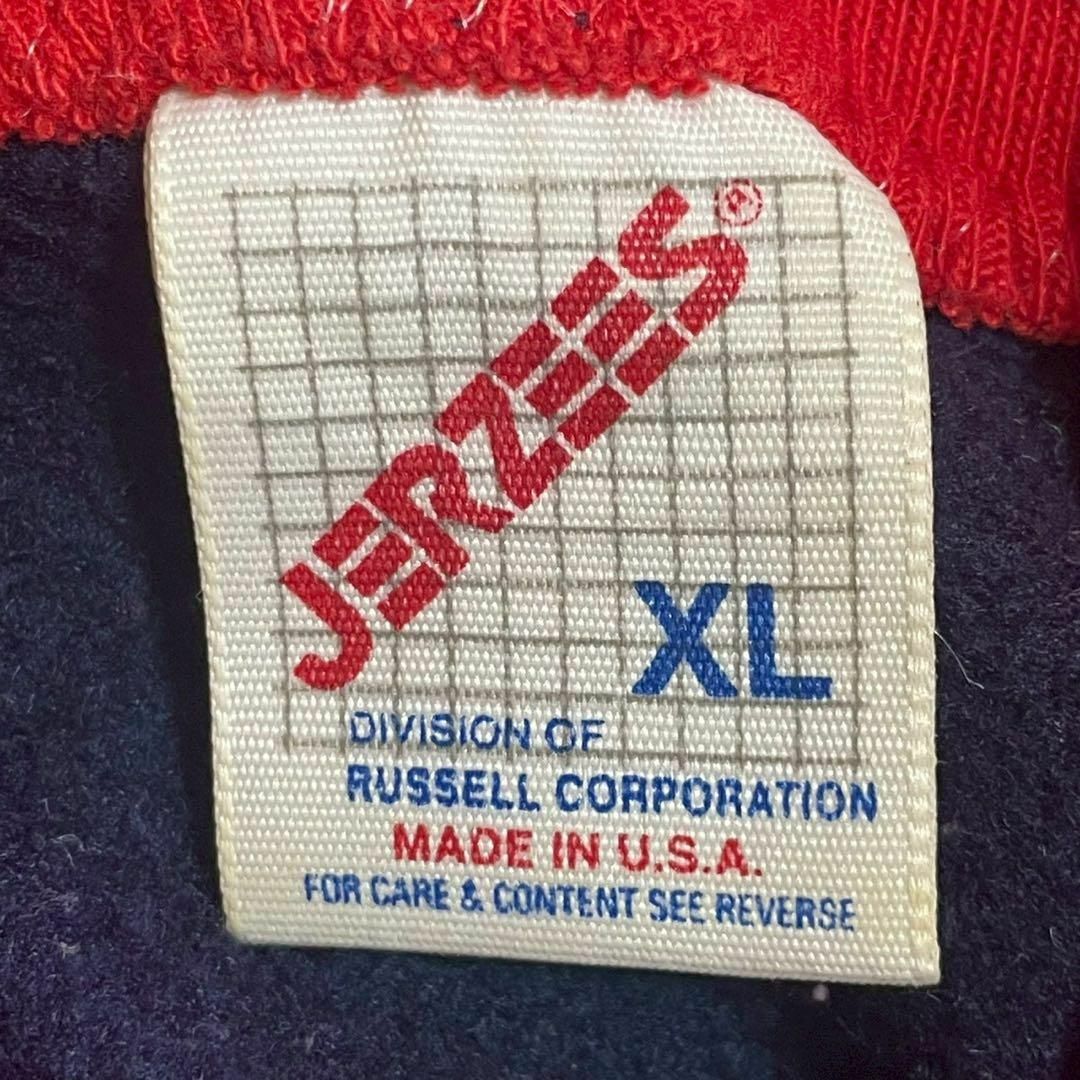 JERZEES®
XL
DIVISION OF
RUSSELL CORPORATION
MADE IN U.S.A.
FOR CARE & CONTENT SEE REVERSE